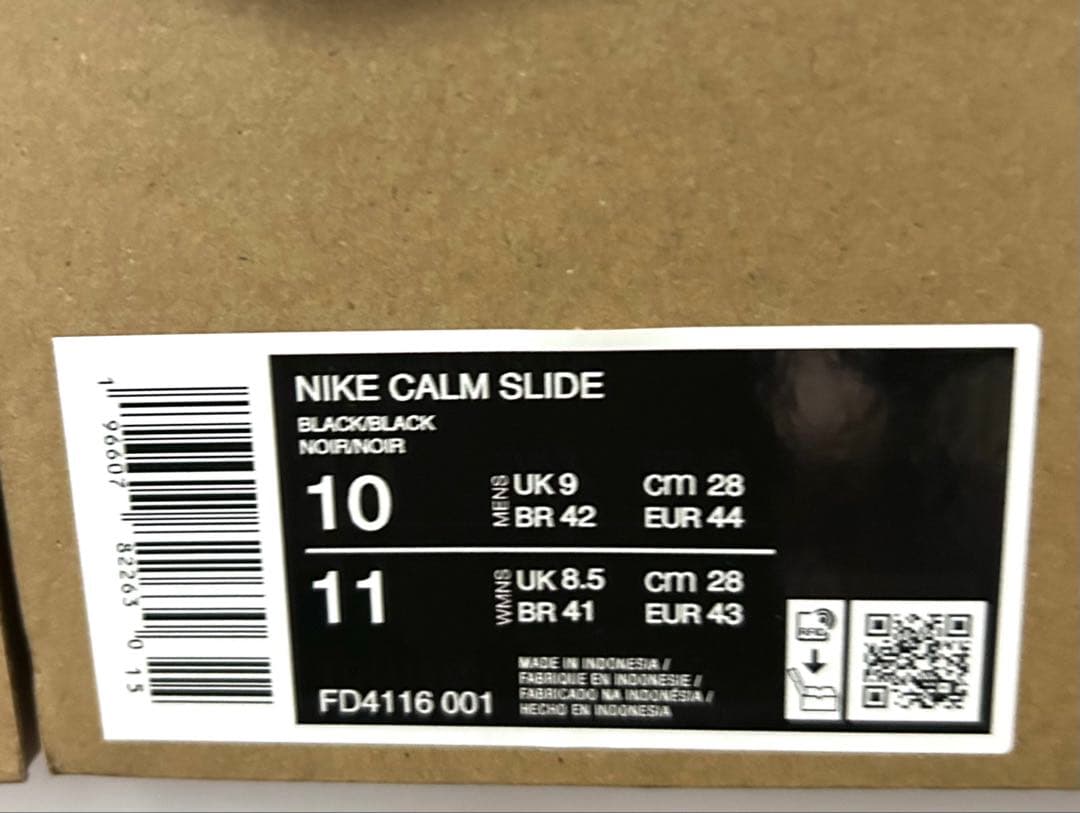 1 96607 82263 0 15
NIKE CALM SLIDE
BLACK/BLACK
NOIR/NOIR
10 MENS UK 9 cm 28
BR 42 EUR 44
11 WMNS UK 8.5 cm 28
BR 41 EUR 43
FD4116 001
MADE IN INDONESIA /
FABRIQUE EN INDONESIE /
FABRICADO NA INDONÉSIA /
HECHO EN INDONESIA
RFID